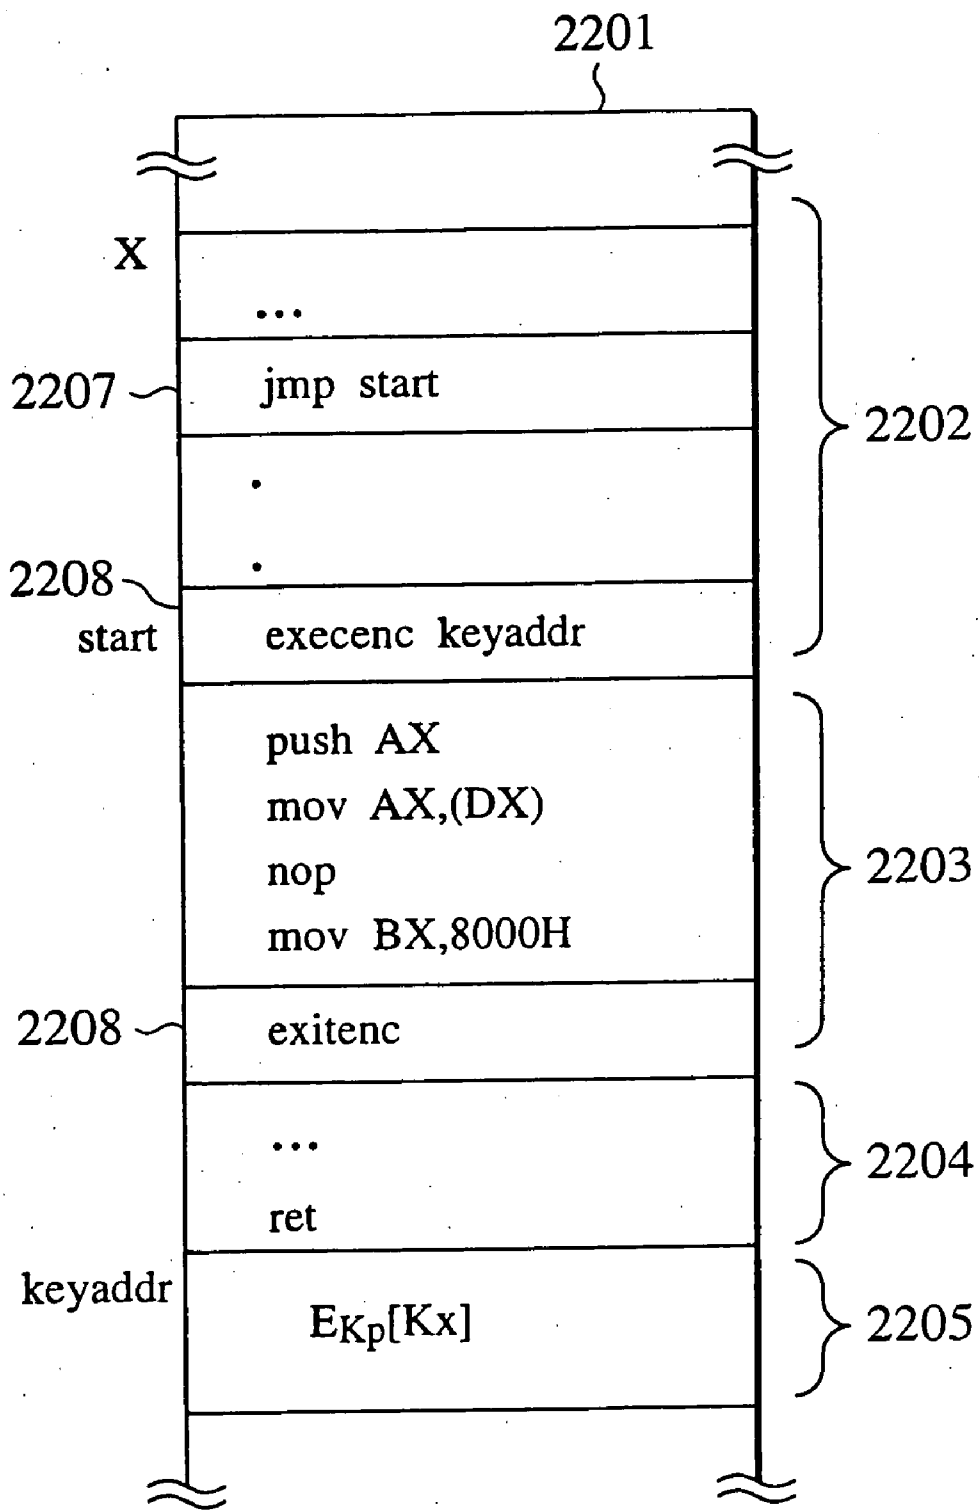 2201
X
...
2207 jmp start
2202
.
.
2208
start execenc keyaddr
push AX
mov AX,(DX)
nop
2203
mov BX,8000H
2208 exitenc
...
2204
ret
keyaddr
EKp[Kx]
2205